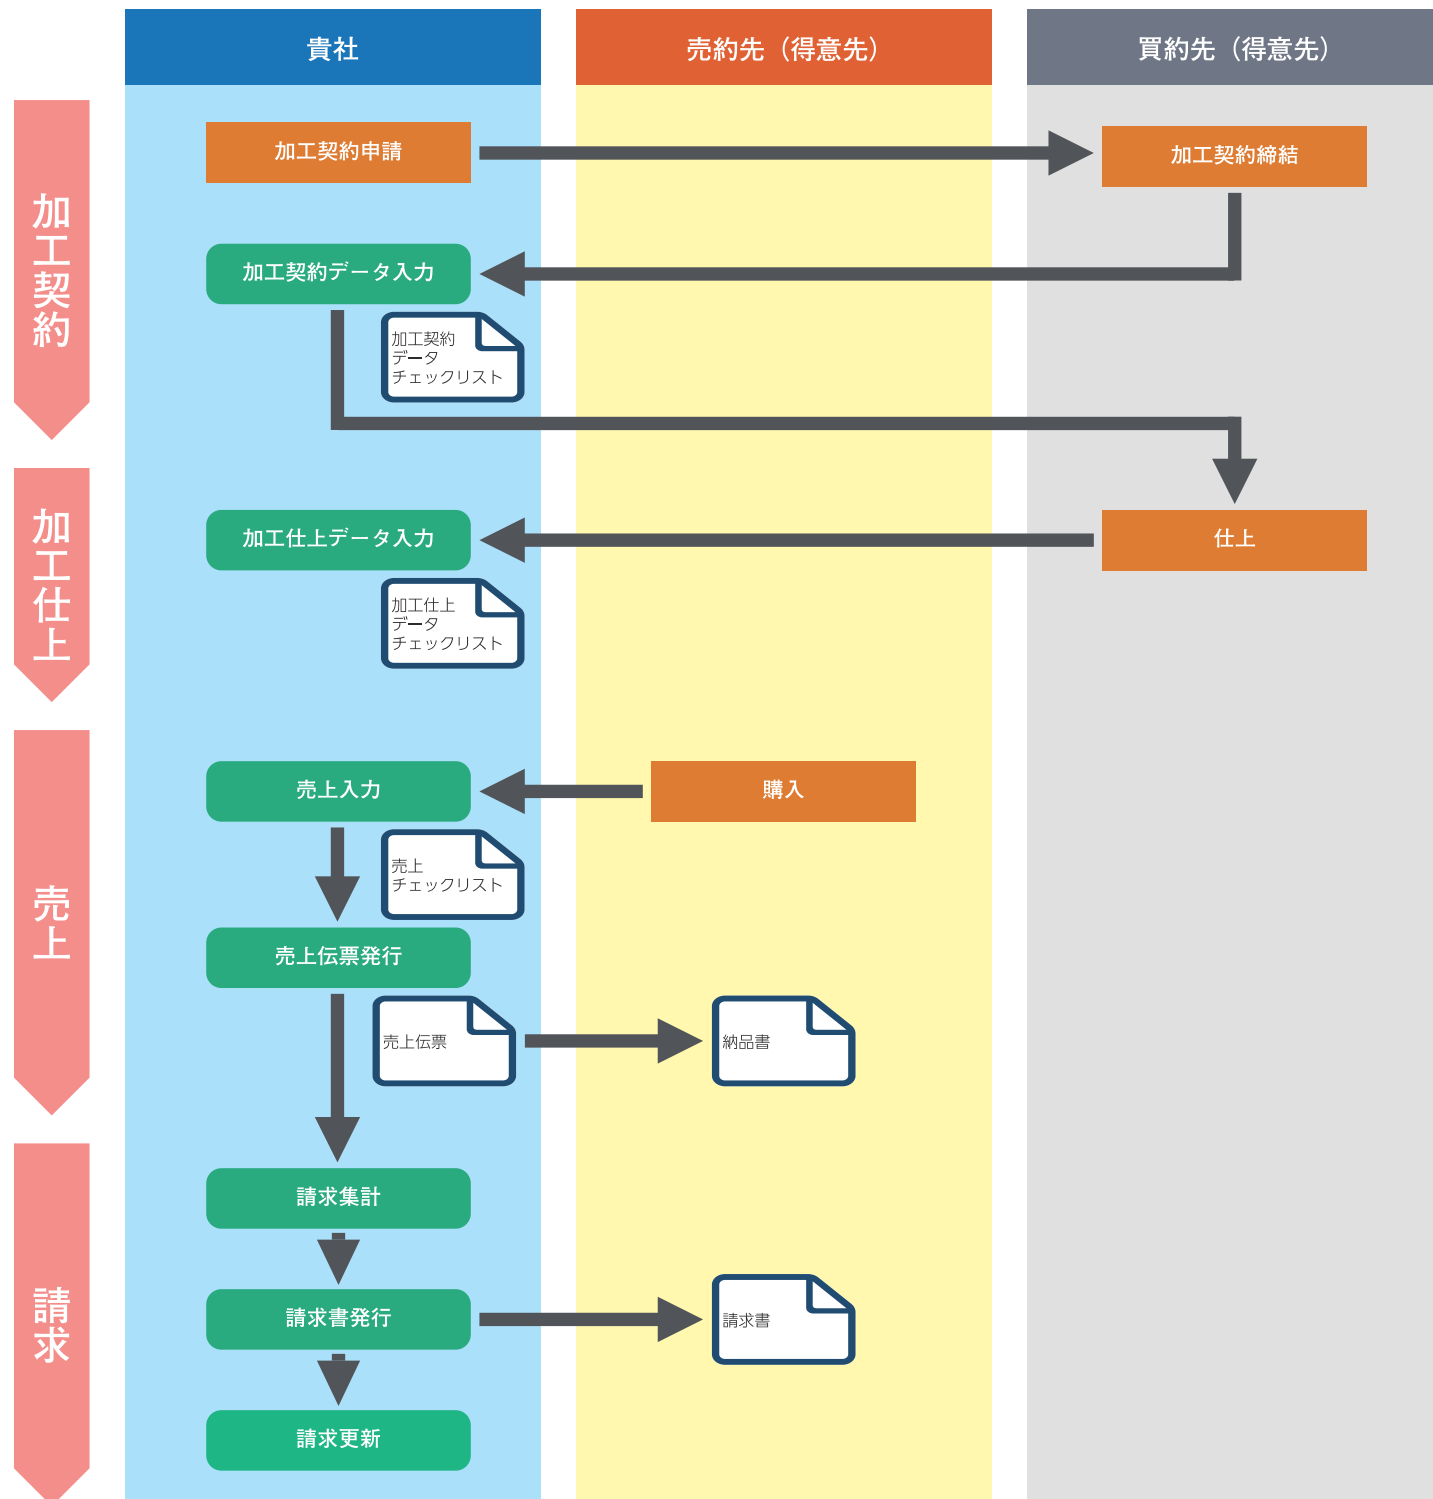 貴社
売約先（得意先）
買約先（得意先）
加工契約
加工契約申請
加工契約締結
加工契約データ入力
加工契約
データ
チェックリスト
加工仕上
加工仕上データ入力
仕上
加工仕上
データ
チェックリスト
売上
売上入力
購入
売上
チェックリスト
売上伝票発行
売上伝票
納品書
請求
請求集計
請求書発行
請求書
請求更新